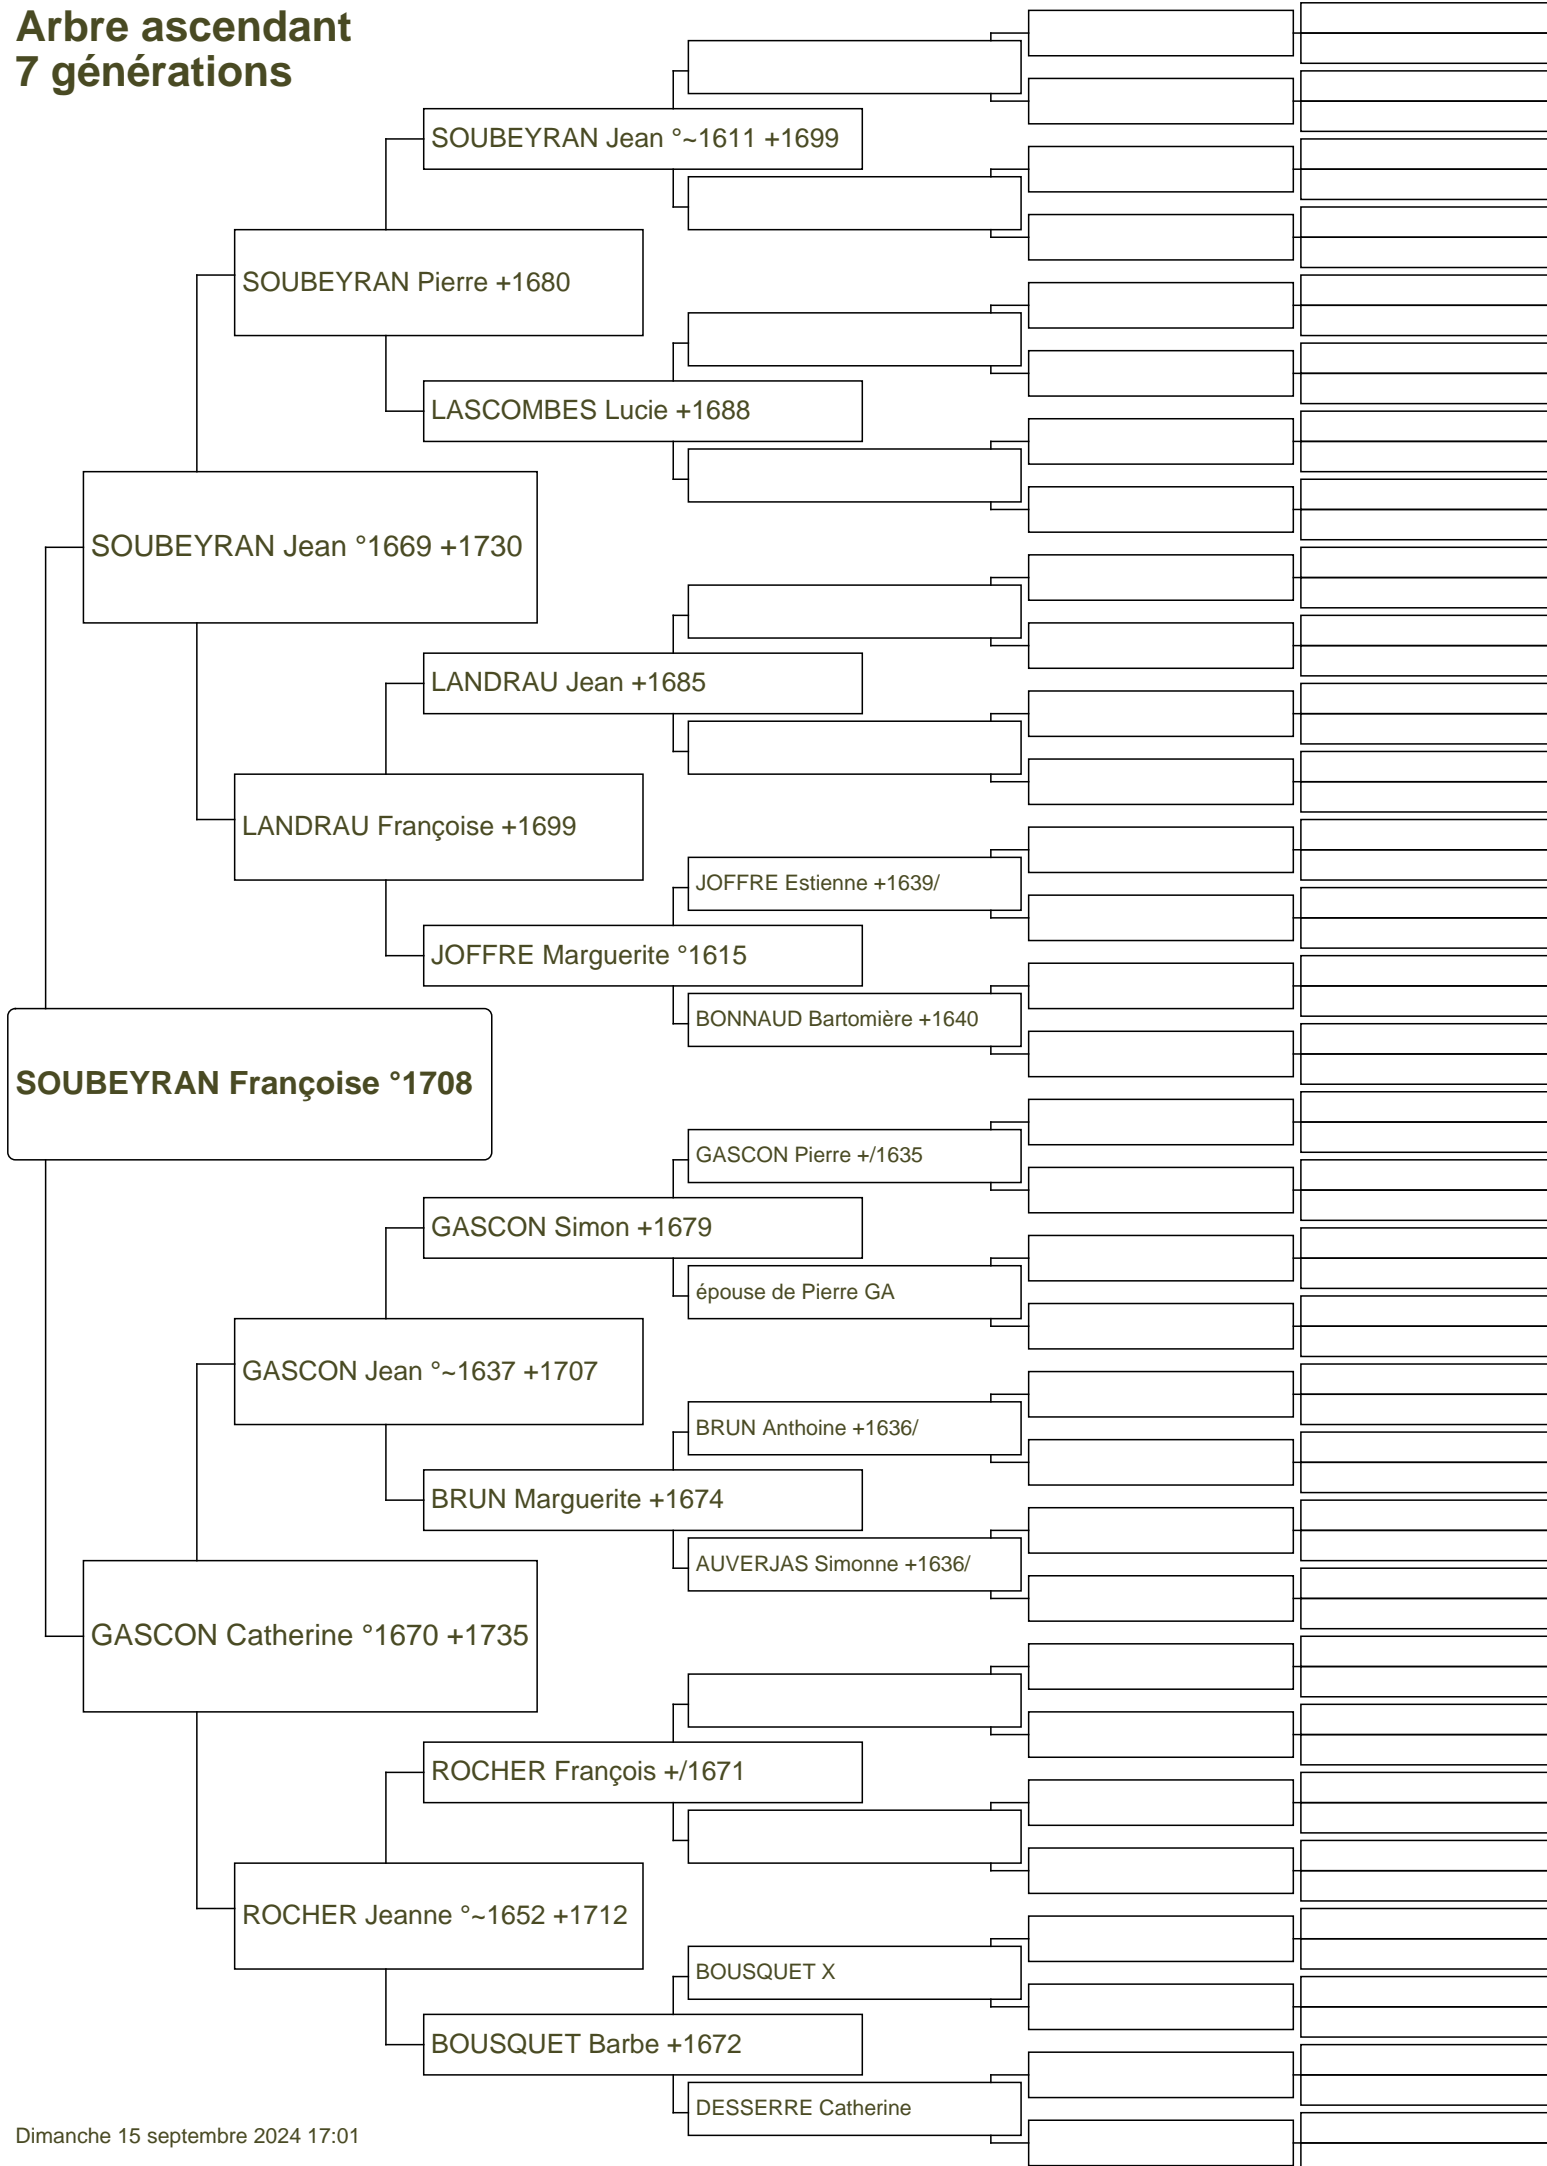 Arbre ascendant
7 générations
SOUBEYRAN Jean °~1611 +1699
SOUBEYRAN Pierre +1680
LASCOMBES Lucie +1688
SOUBEYRAN Jean °1669 +1730
LANDRAU Jean +1685
LANDRAU Françoise +1699
JOFFRE Estienne +1639/
JOFFRE Marguerite °1615
BONNAUD Bartomière +1640
SOUBEYRAN Françoise °1708
GASCON Pierre +/1635
GASCON Simon +1679
épouse de Pierre GA
GASCON Jean °~1637 +1707
BRUN Anthoine +1636/
BRUN Marguerite +1674
AUVERJAS Simonne +1636/
GASCON Catherine °1670 +1735
ROCHER François +/1671
ROCHER Jeanne °~1652 +1712
BOUSQUET X
BOUSQUET Barbe +1672
DESSERRE Catherine
Dimanche 15 septembre 2024 17:01